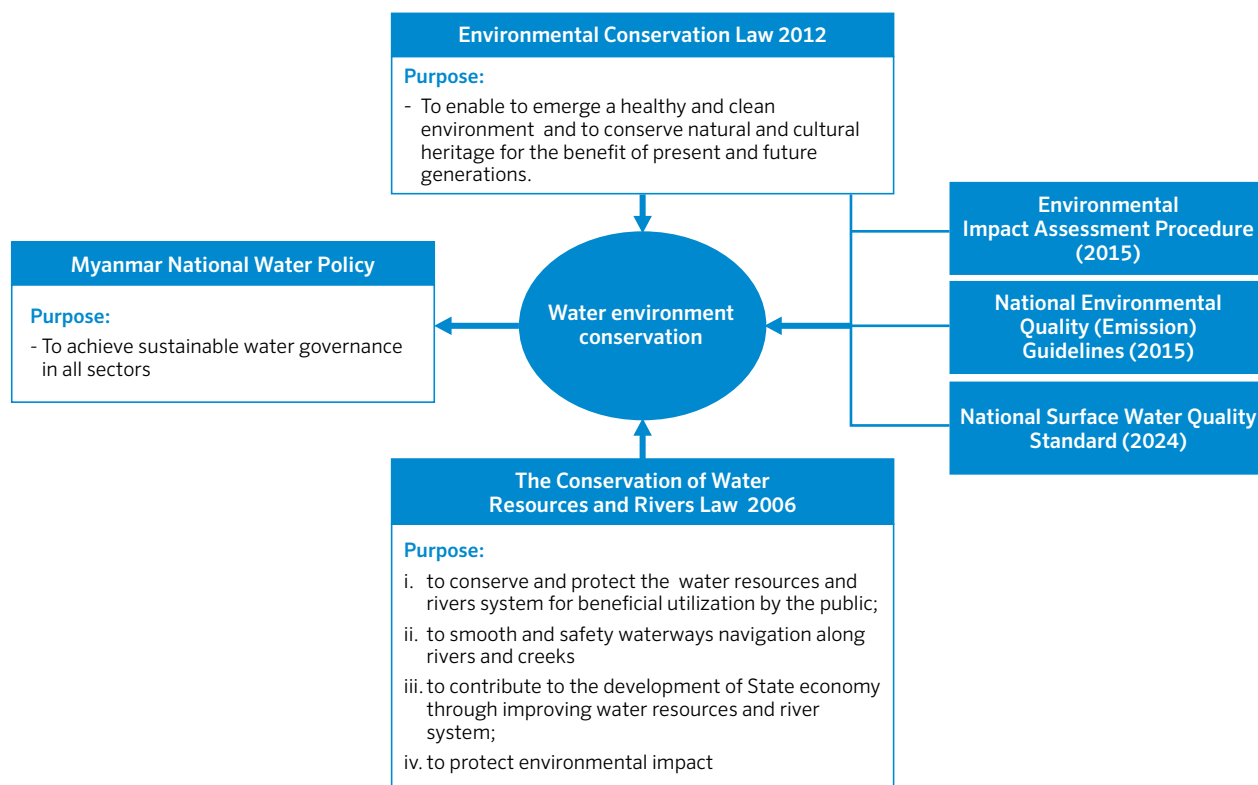 Environmental Conservation Law 2012
Purpose:
- To enable to emerge a healthy and clean
environment and to conserve natural and cultural
heritage for the benefit of present and future
generations.
Environmental
Impact Assessment Procedure
(2015)
Myanmar National Water Policy
Purpose:
- To achieve sustainable water governance
in all sectors
Water environment
conservation
National Environmental
Quality (Emission)
Guidelines (2015)
National Surface Water Quality
Standard (2024)
The Conservation of Water
Resources and Rivers Law 2006
Purpose:
i. to conserve and protect the water resources and
rivers system for beneficial utilization by the public;
ii. to smooth and safety waterways navigation along
rivers and creeks
iii. to contribute to the development of State economy
through improving water resources and river
system;
iv. to protect environmental impact